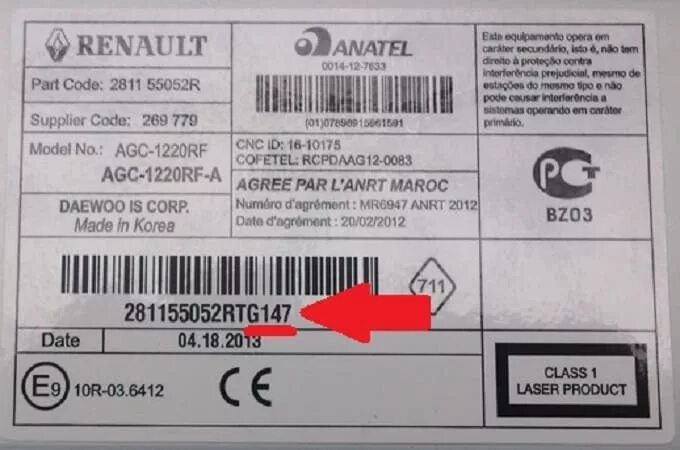 RENAULT
Part Code: 2811 55052R
Supplier Code: 269 779
Model No.: AGC-1220RF
AGC-1220RF-A
DAEWOO IS CORP.
Made in Korea
ANATEL
0014-12-7633
(01)07898915661591
CNC ID: 16-10175
COFETEL: RCPDAAG12-0083
AGREE PAR L'ANRT MAROC
Numéro d'agrément : MR6947 ANRT 2012
Date d'agrément : 20/02/2012
Este equipamento opera em
caráter secundário, isto é, não tem
direito à proteção contra
interferência prejudicial, mesmo de
estações do mesmo tipo e não
pode causar interferência a
sistemas operando em caráter
primário.
PCT
BZ03
281155052RTG147
711
Date 04.18.2013
E9 10R-03.6412
CE
CLASS 1
LASER PRODUCT